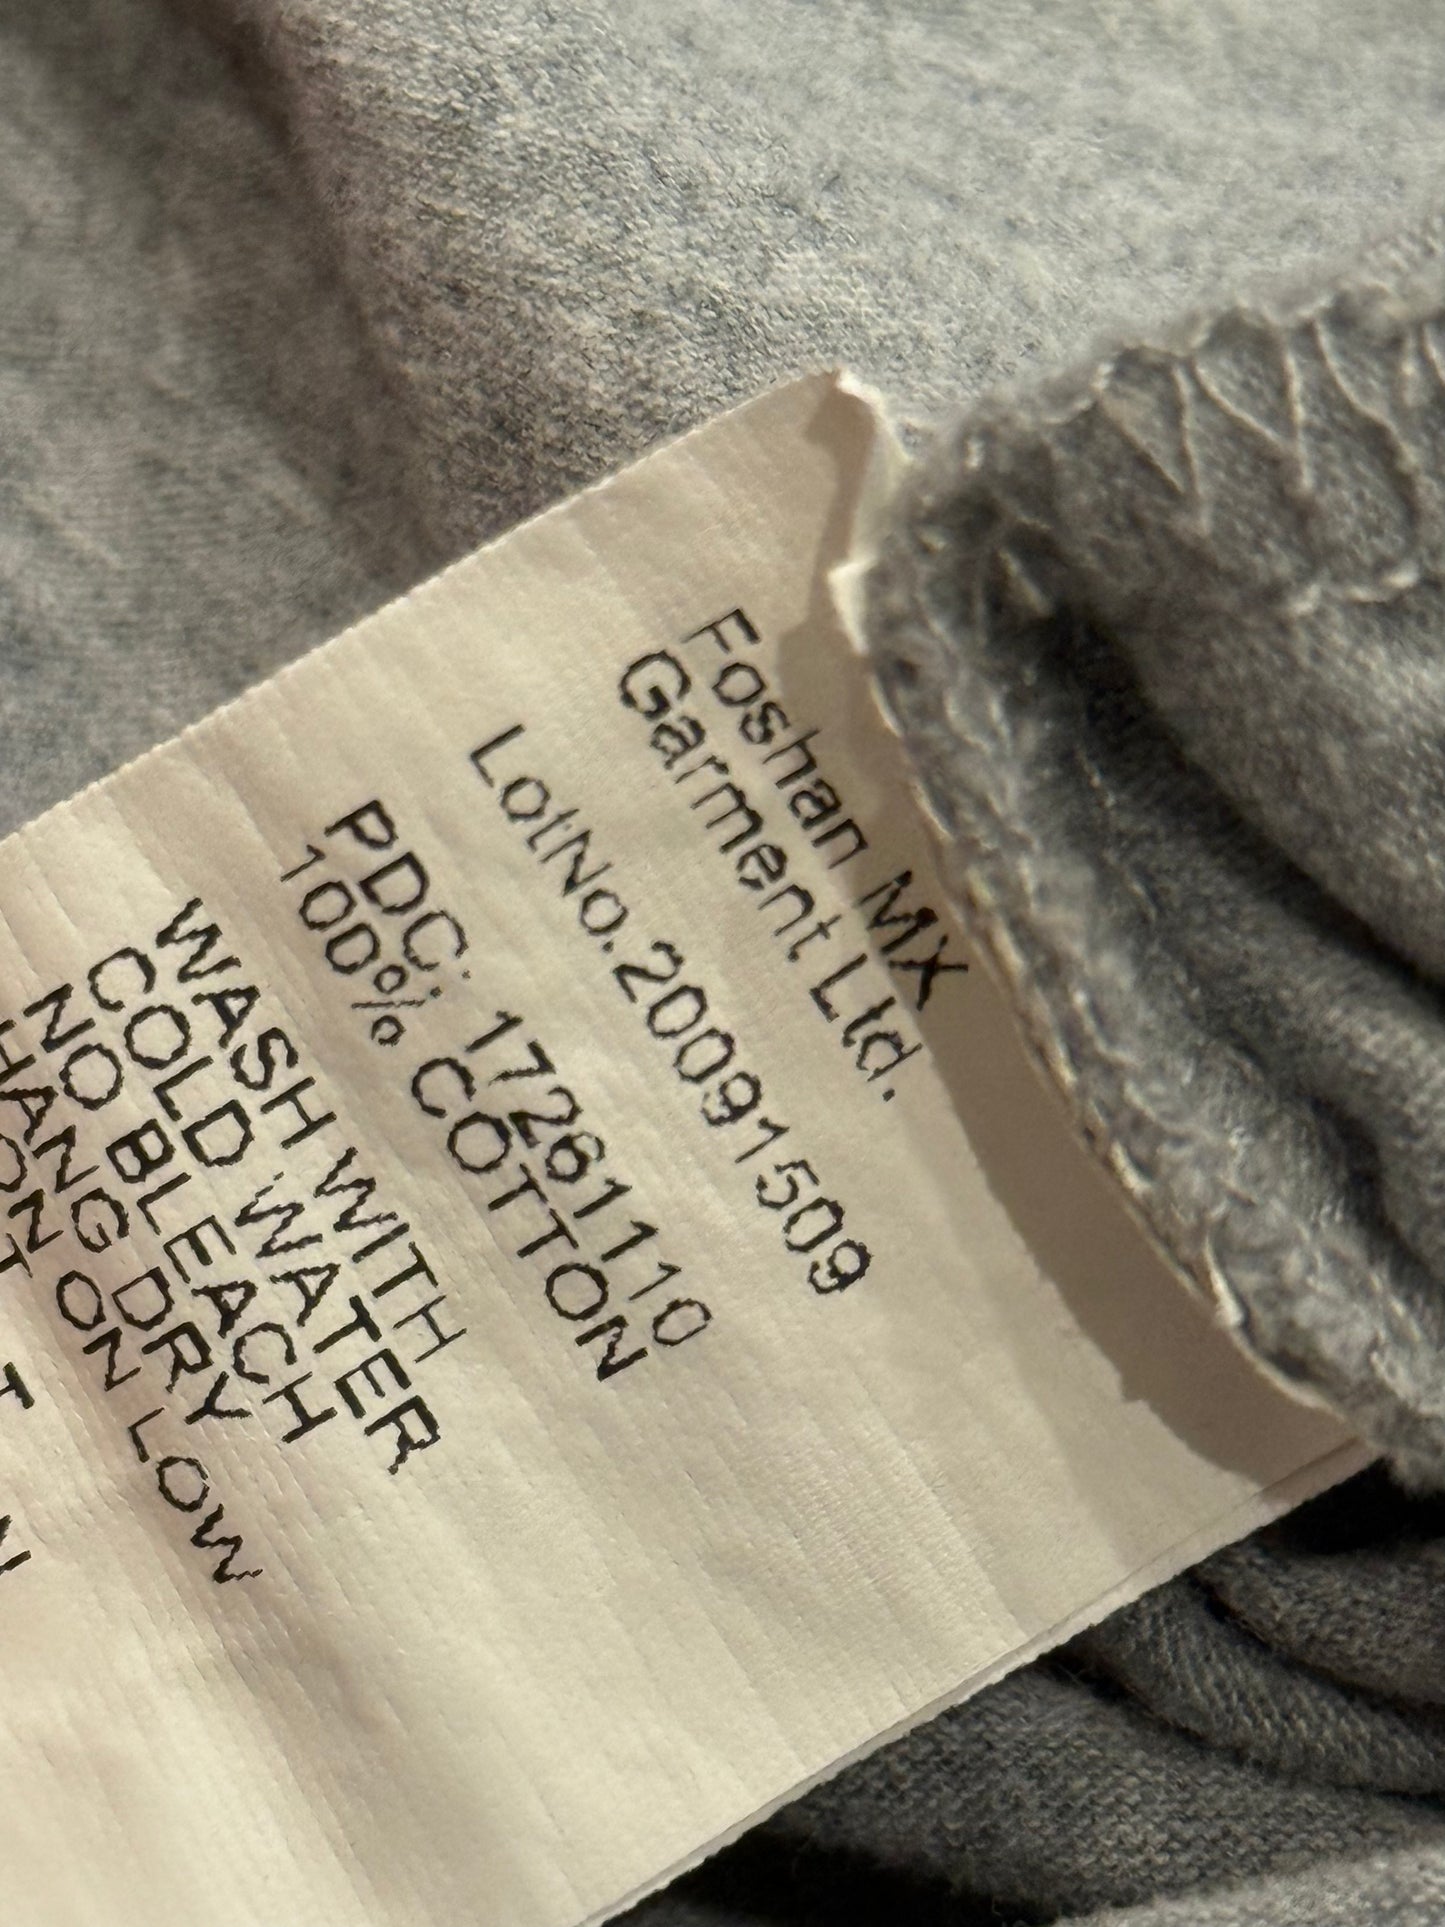 Foshan MX
Garment Ltd.
LotNo.20091509
PDC: 17261110
100% COTTON
WASH WITH
COLD WATER
NO BLEACH
HANG DRY
ON LOW